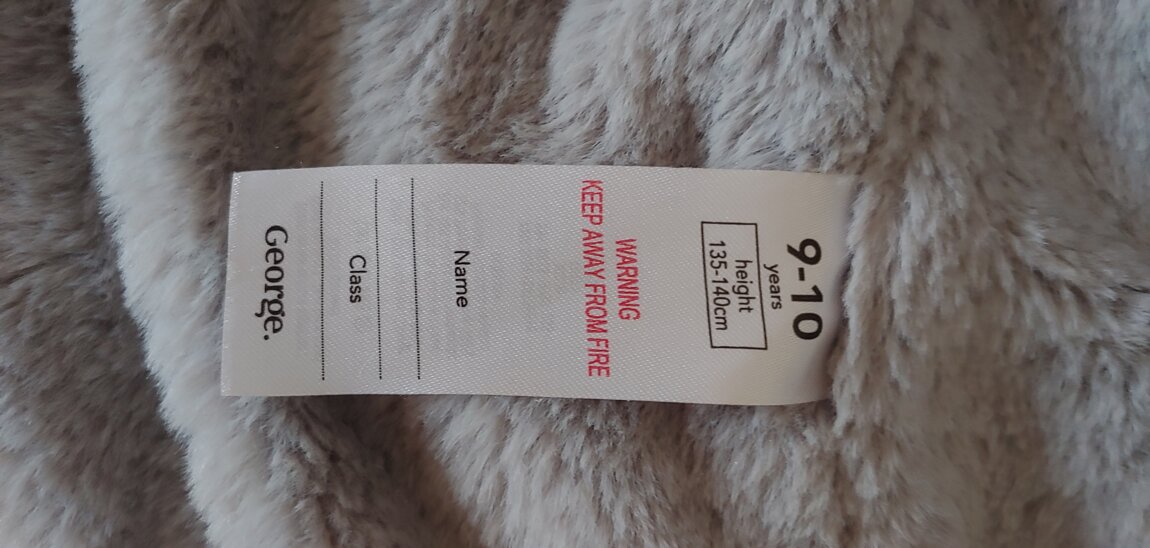 9-10
years
height
135-140cm
WARNING
KEEP AWAY FROM FIRE
Name
Class
George.